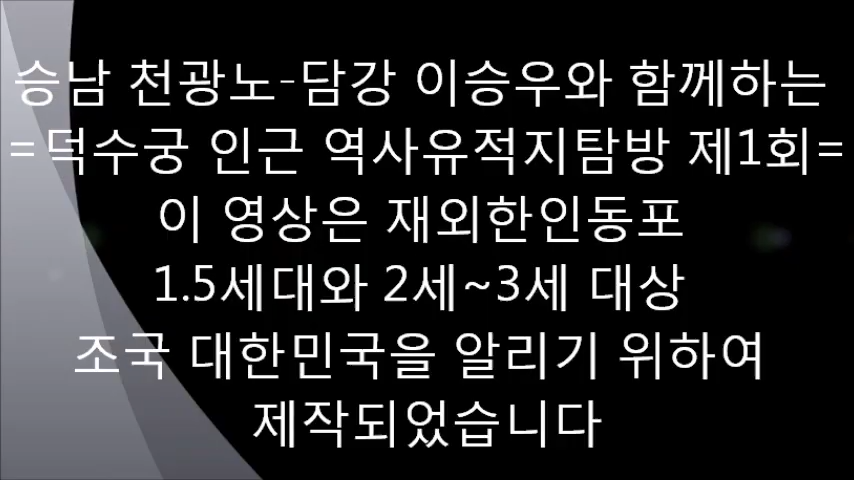 승남 천광노-담강 이승우와 함께하는
=덕수궁 인근 역사유적지탐방 제1회=
이 영상은 재외한인동포
1.5세대와 2세~3세 대상
조국 대한민국을 알리기 위하여
제작되었습니다